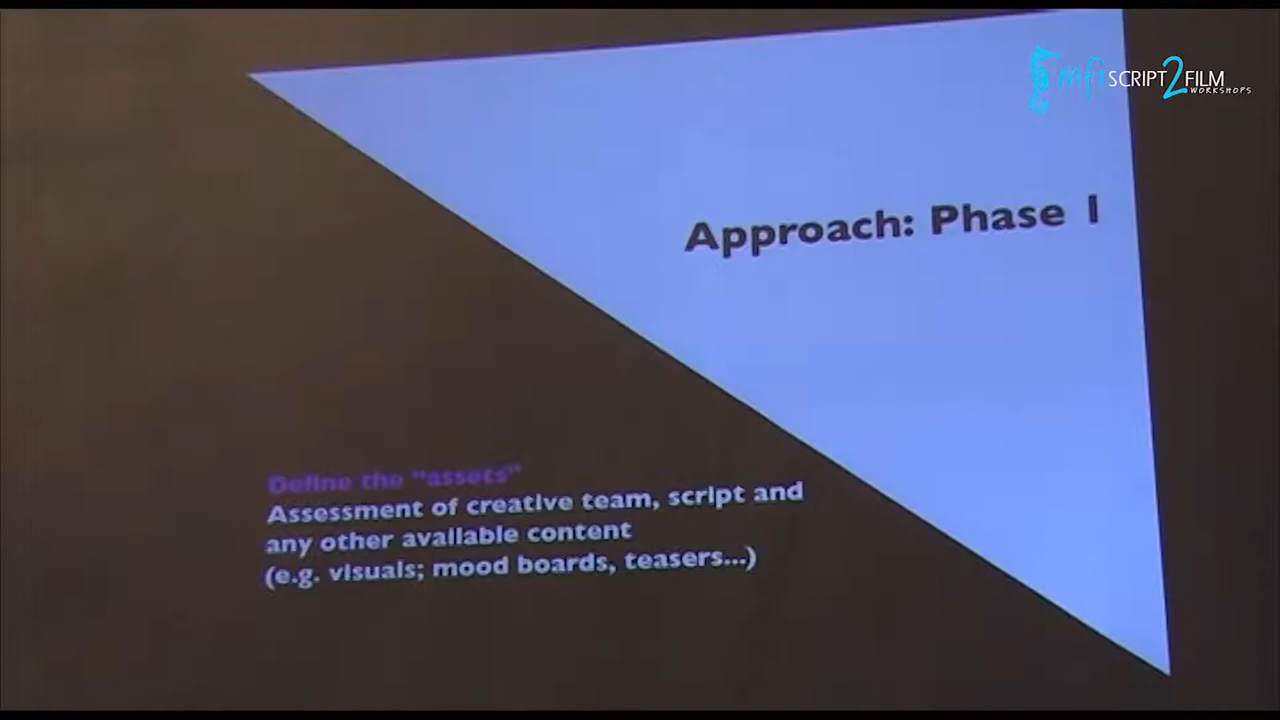 mfi SCRIPT2FILM
WORKSHOPS
Approach: Phase 1
Define the "assets"
Assessment of creative team, script and
any other available content
(e.g. visuals; mood boards, teasers...)